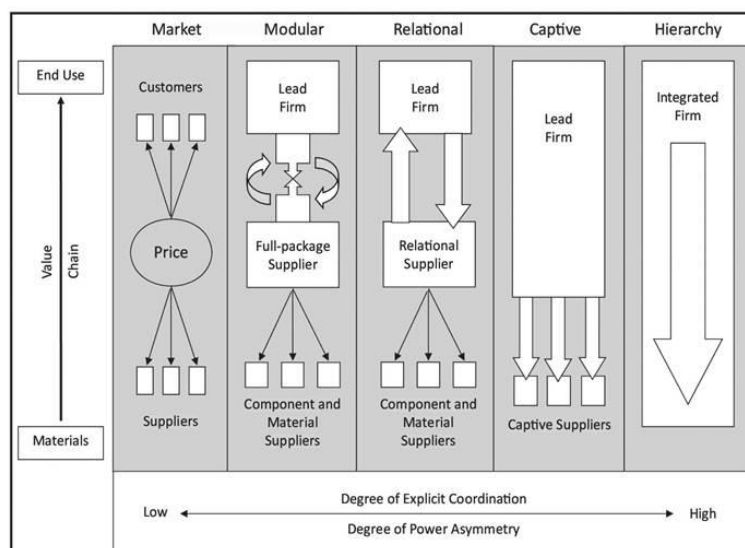 Market
Modular
Relational
Captive
Hierarchy
End Use
Value
Chain
Materials
Customers
Price
Suppliers
Lead
Firm
Full-package
Supplier
Component and
Material
Suppliers
Lead
Firm
Relational
Supplier
Component and
Material
Suppliers
Lead
Firm
Captive Suppliers
Integrated
Firm
Degree of Explicit Coordination
Low
High
Degree of Power Asymmetry